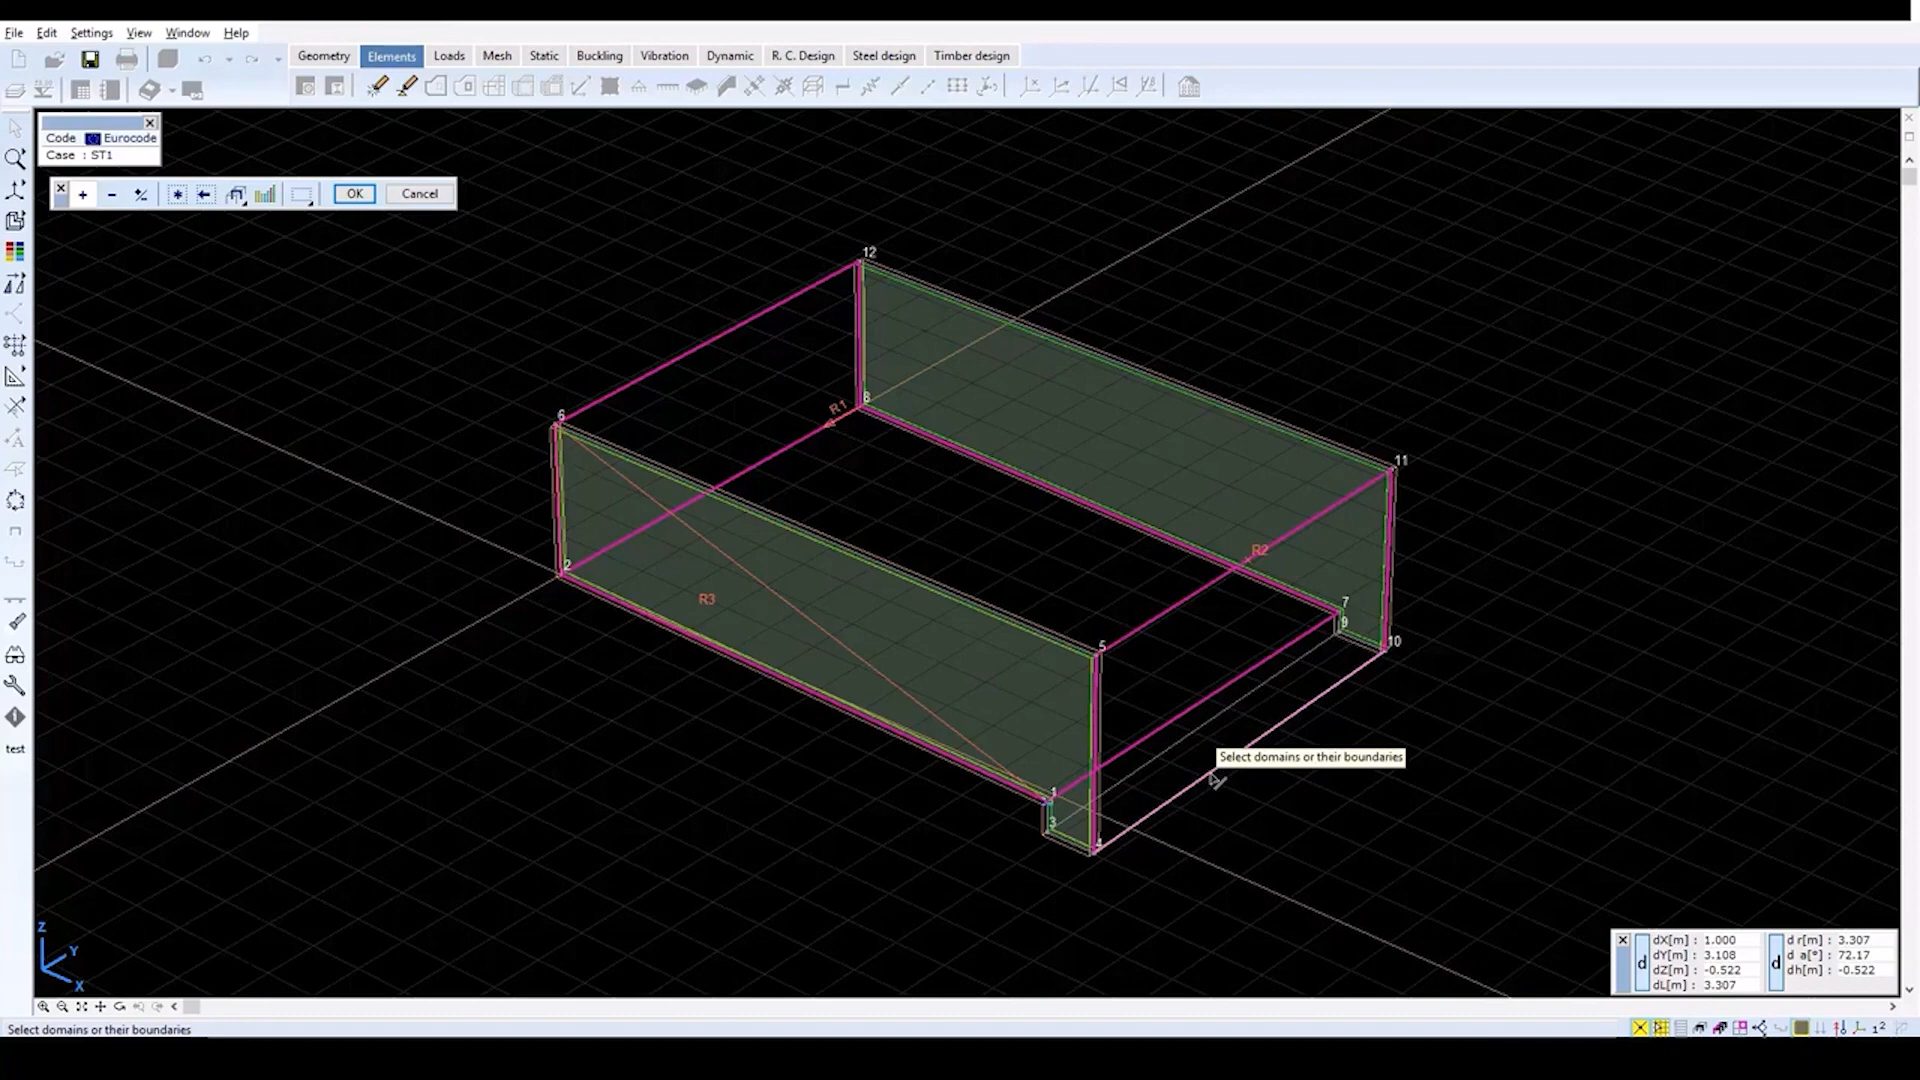 File Edit Settings View Window Help
Geometry Elements Loads Mesh Static Buckling Vibration Dynamic R. C. Design Steel design Timber design
Code Eurocode
Case : ST1
OK Cancel
12
R1
8
6
11
R2
2
7
R3
9
5
10
Select domains or their boundaries
1
3
4
Z
Y
X
test
dX[m] : 1.000
dY[m] : 3.108
dZ[m] : -0.522
dL[m] : 3.307
d
d
d r[m] : 3.307
d a[°] : 72.17
dh[m] : -0.522
Select domains or their boundaries